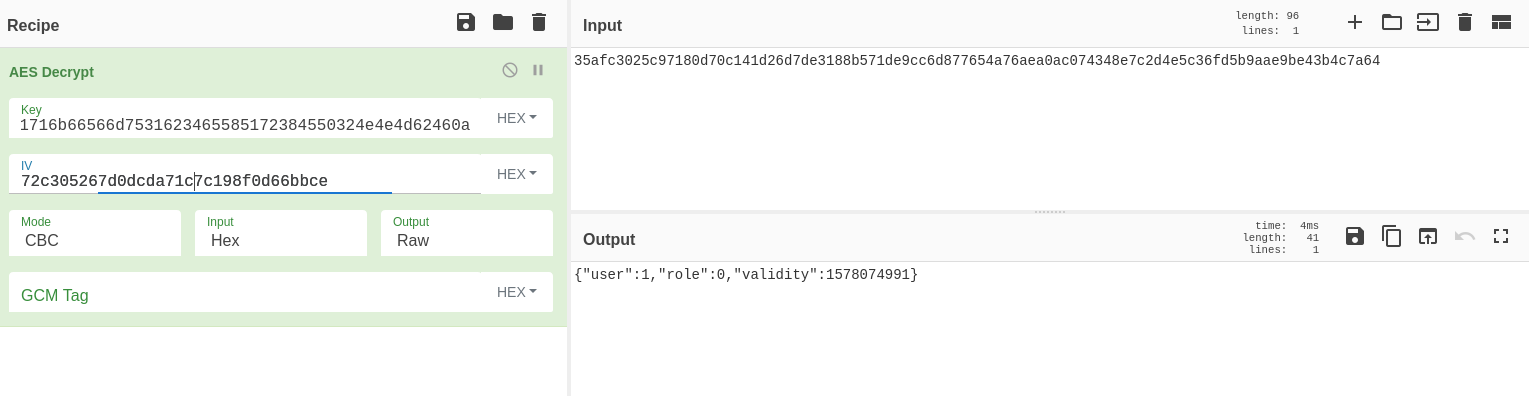 Recipe
AES Decrypt
Key
1716b66566d7531623465585172384550324e4e4d62460a
HEX
IV
72c305267d0dcda71c7c198f0d66bbce
HEX
Mode
CBC
Input
Hex
Output
Raw
GCM Tag
HEX
Input
length: 96
lines: 1
35afc3025c97180d70c141d26d7de3188b571de9cc6d877654a76aea0ac074348e7c2d4e5c36fd5b9aae9be43b4c7a64
Output
time: 4ms
length: 41
lines: 1
{"user":1,"role":0,"validity":1578074991}